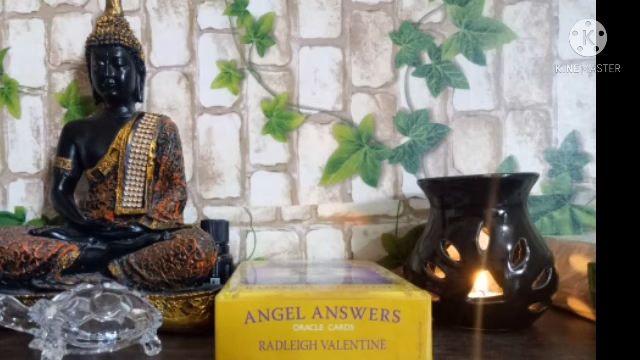 K
KINEMASTER
ANGEL ANSWERS
ORACLE CARDS
RADLEIGH VALENTINE